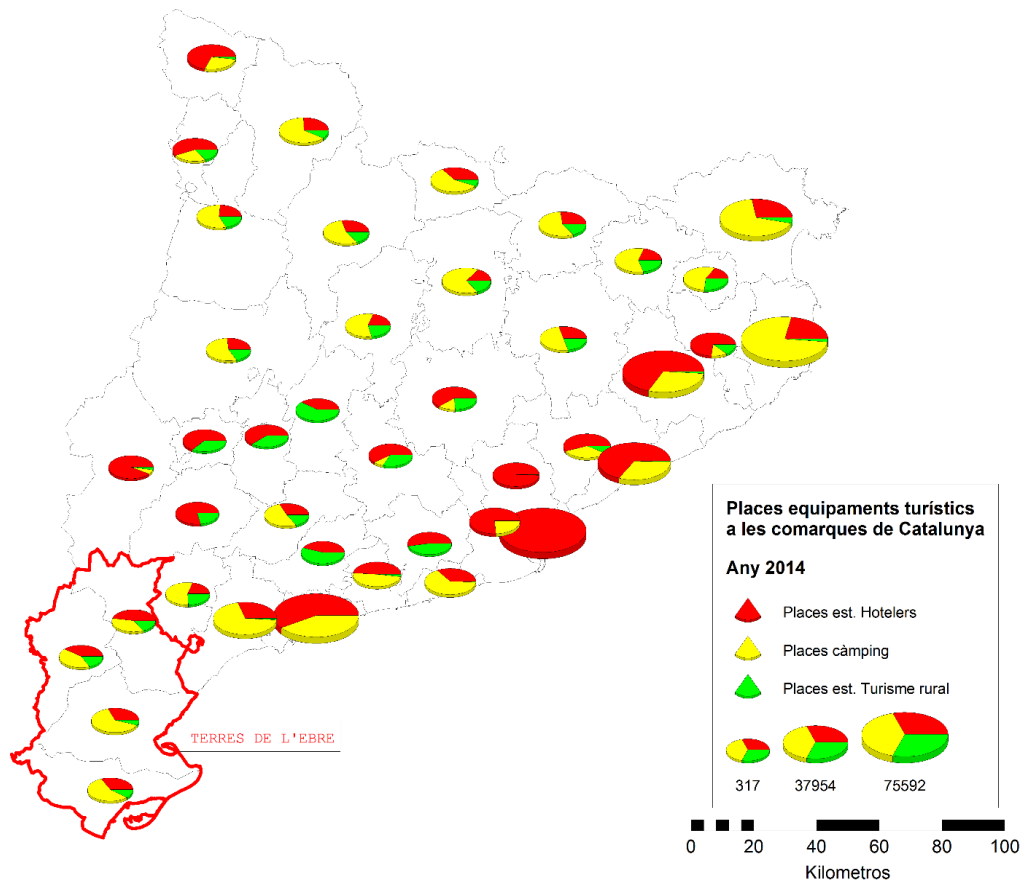 Places equipaments turístics
a les comarques de Catalunya
Any 2014
Places est. Hotelers
Places càmping
Places est. Turisme rural
TERRES DE L'EBRE
317 37954 75592
0 20 40 60 80 100
Kilometros